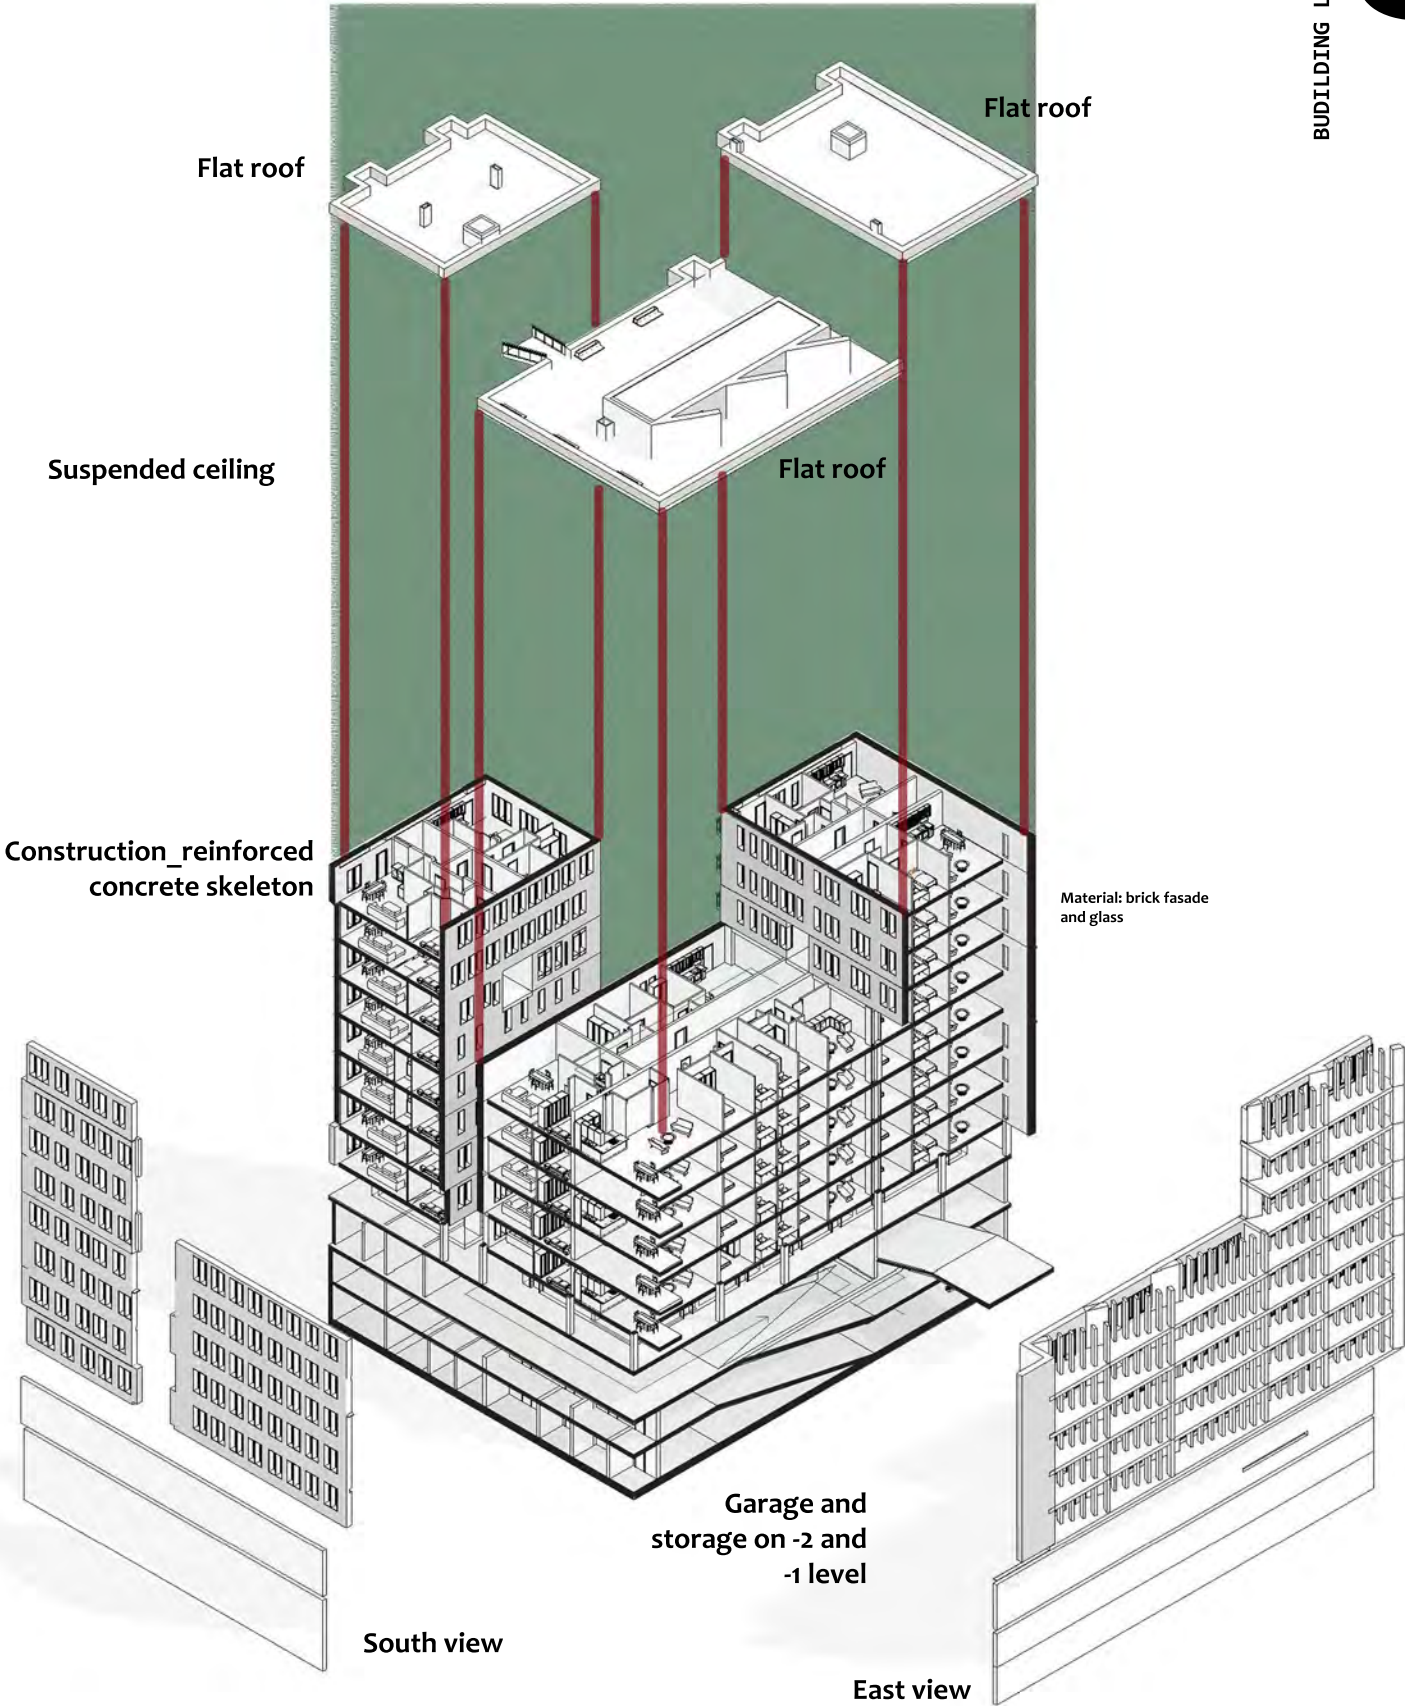 BUDILDING L
Flat roof
Flat roof
Suspended ceiling
Flat roof
Construction_reinforced
concrete skeleton
Material: brick fasade
and glass
Garage and
storage on -2 and
-1 level
South view
East view